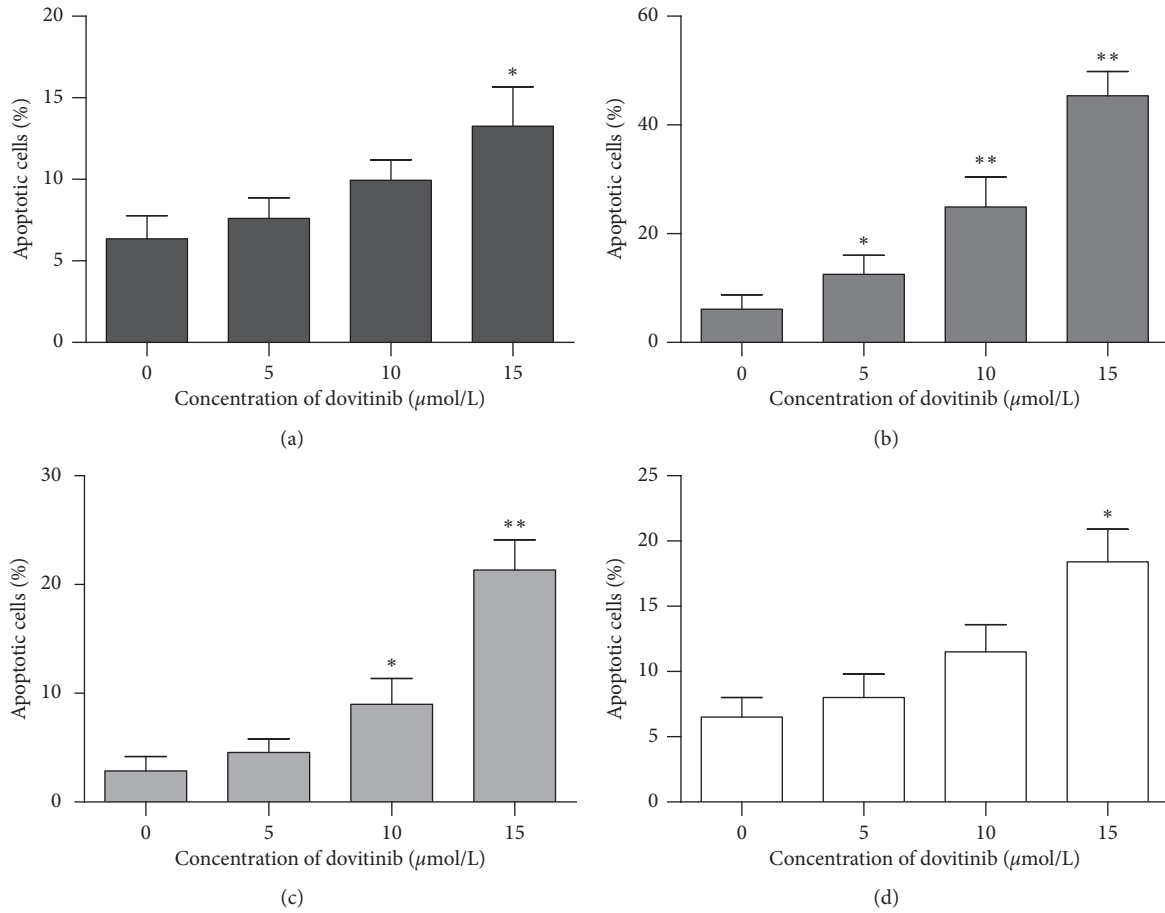 Apoptotic cells (%)
20
15
10
5
0
*
0 5 10 15
Concentration of dovitinib (μmol/L)
(a)
Apoptotic cells (%)
60
40
20
0
*
**
**
0 5 10 15
Concentration of dovitinib (μmol/L)
(b)
Apoptotic cells (%)
30
20
10
0
*
**
0 5 10 15
Concentration of dovitinib (μmol/L)
(c)
Apoptotic cells (%)
25
20
15
10
5
0
*
0 5 10 15
Concentration of dovitinib (μmol/L)
(d)